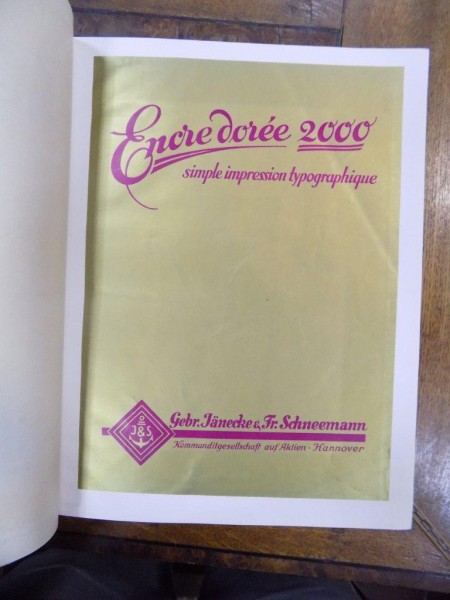 Encre dorée 2000
simple impression typographique
J&S
Gebr. Jänecke & Fr. Schneemann
Kommanditgesellschaft auf Aktien - Hannover